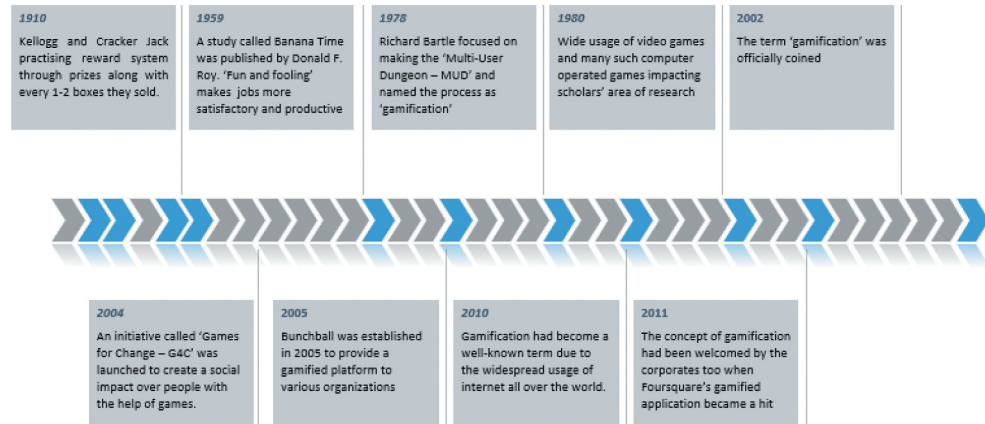 1910
Kellogg and Cracker Jack
practising reward system
through prizes along with
every 1-2 boxes they sold.
1959
A study called Banana Time
was published by Donald F.
Roy. ‘Fun and fooling’
makes jobs more
satisfactory and productive
1978
Richard Bartle focused on
making the ‘Multi-User
Dungeon – MUD’ and
named the process as
‘gamification’
1980
Wide usage of video games
and many such computer
operated games impacting
scholars’ area of research
2002
The term ‘gamification’ was
officially coined
2004
An initiative called ‘Games
for Change – G4C’ was
launched to create a social
impact over people with
the help of games.
2005
Bunchball was established
in 2005 to provide a
gamified platform to
various organizations
2010
Gamification had become a
well-known term due to
the widespread usage of
internet all over the world.
2011
The concept of gamification
had been welcomed by the
corporates too when
Foursquare’s gamified
application became a hit